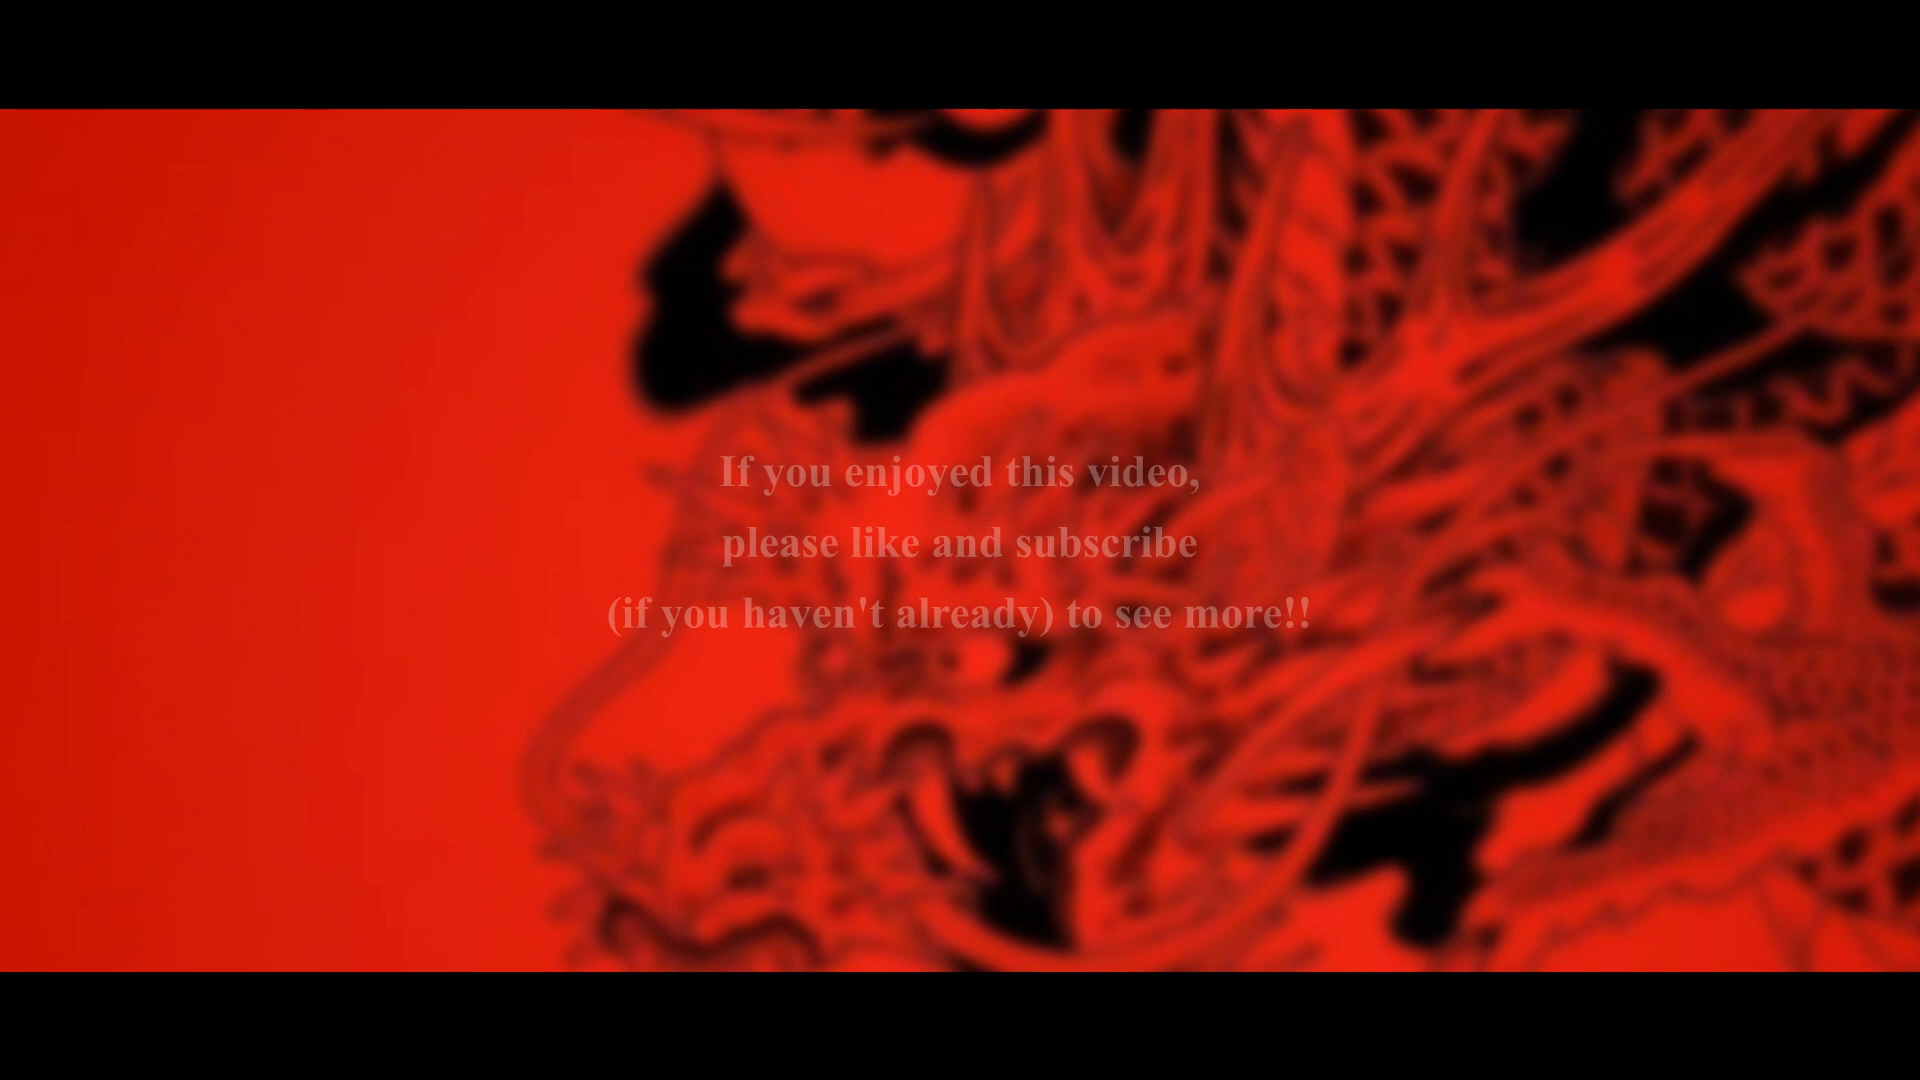 If you enjoyed this video,
please like and subscribe
(if you haven't already) to see more!!